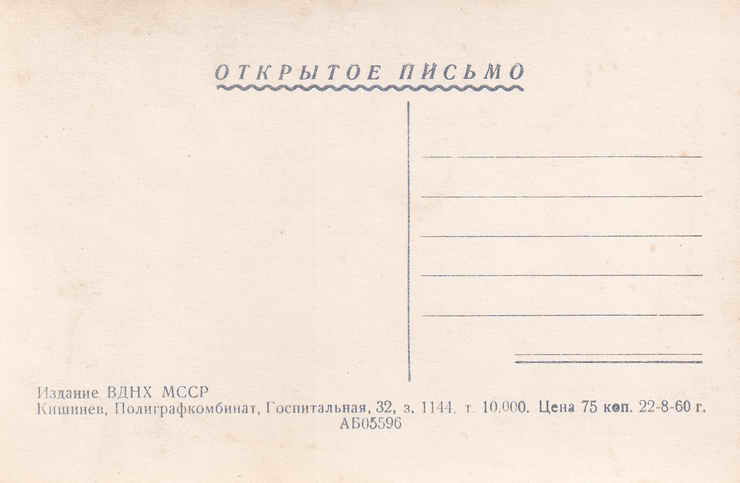 ОТКРЫТОЕ ПИСЬМО
Издание ВДНХ МССР
Кишинев, Полиграфкомбинат, Госпитальная, 32, з. 1144. т. 10.000. Цена 75 коп. 22-8-60 г.
АБ05596